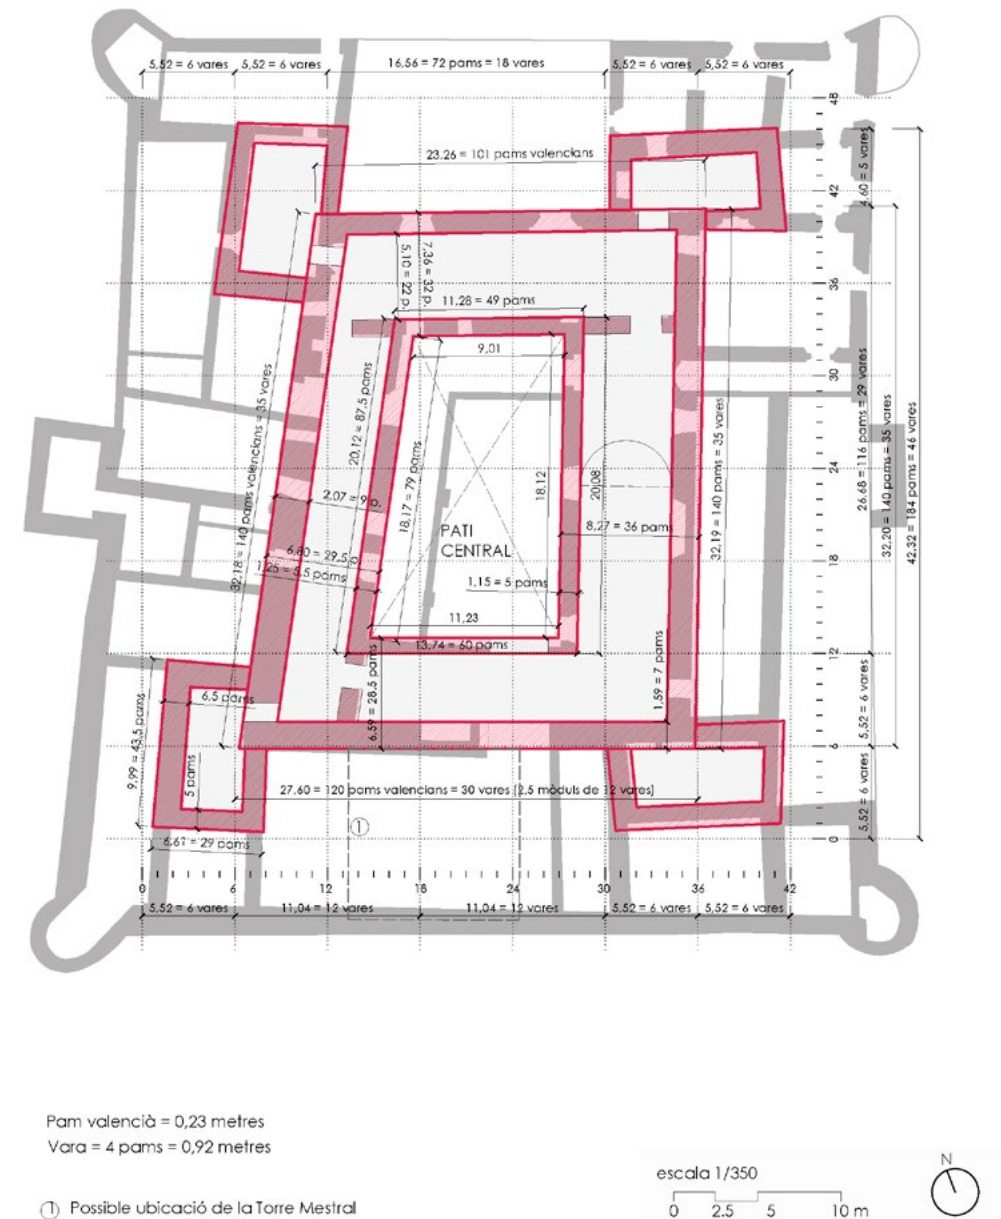 5,52 = 6 vares
5,52 = 6 vares
16,56 = 72 pams = 18 vares
5,52 = 6 vares
5,52 = 6 vares
48
23,26 = 101 pams valencians
4,60 = 5 vares
42
5,10 = 22 p.
7,36 = 32 p.
36
11,28 = 49 pams
9,01
30
32,18 = 140 pams valencians = 35 vares
20,12 = 87,5 pams
18,17 = 79 pams
18,12
20,08
32,19 = 140 pams = 35 vares
26,68 = 116 pams = 29 vares
32,20 = 140 pams = 35 vares
42,32 = 184 pams = 46 vares
24
2,07 = 9 p.
8,27 = 36 pams
PATI
CENTRAL
6,80 = 29,5 p.
18
1,25 = 5,5 pams
1,15 = 5 pams
11,23
13,74 = 60 pams
12
6,59 = 28,5 pams
1,59 = 7 pams
5,52 = 6 vares
6,5 pams
9,99 = 43,5 pams
5 pams
6
27,60 = 120 pams valencians = 30 vares (2,5 mòduls de 12 vares)
5,52 = 6 vares
1
0
6,67 = 29 pams
0
6
12
18
24
30
36
42
5,52 = 6 vares
11,04 = 12 vares
11,04 = 12 vares
5,52 = 6 vares
5,52 = 6 vares
Pam valencià = 0,23 metres
Vara = 4 pams = 0,92 metres
1 Possible ubicació de la Torre Mestral
escala 1/350
0 2,5 5 10 m
N